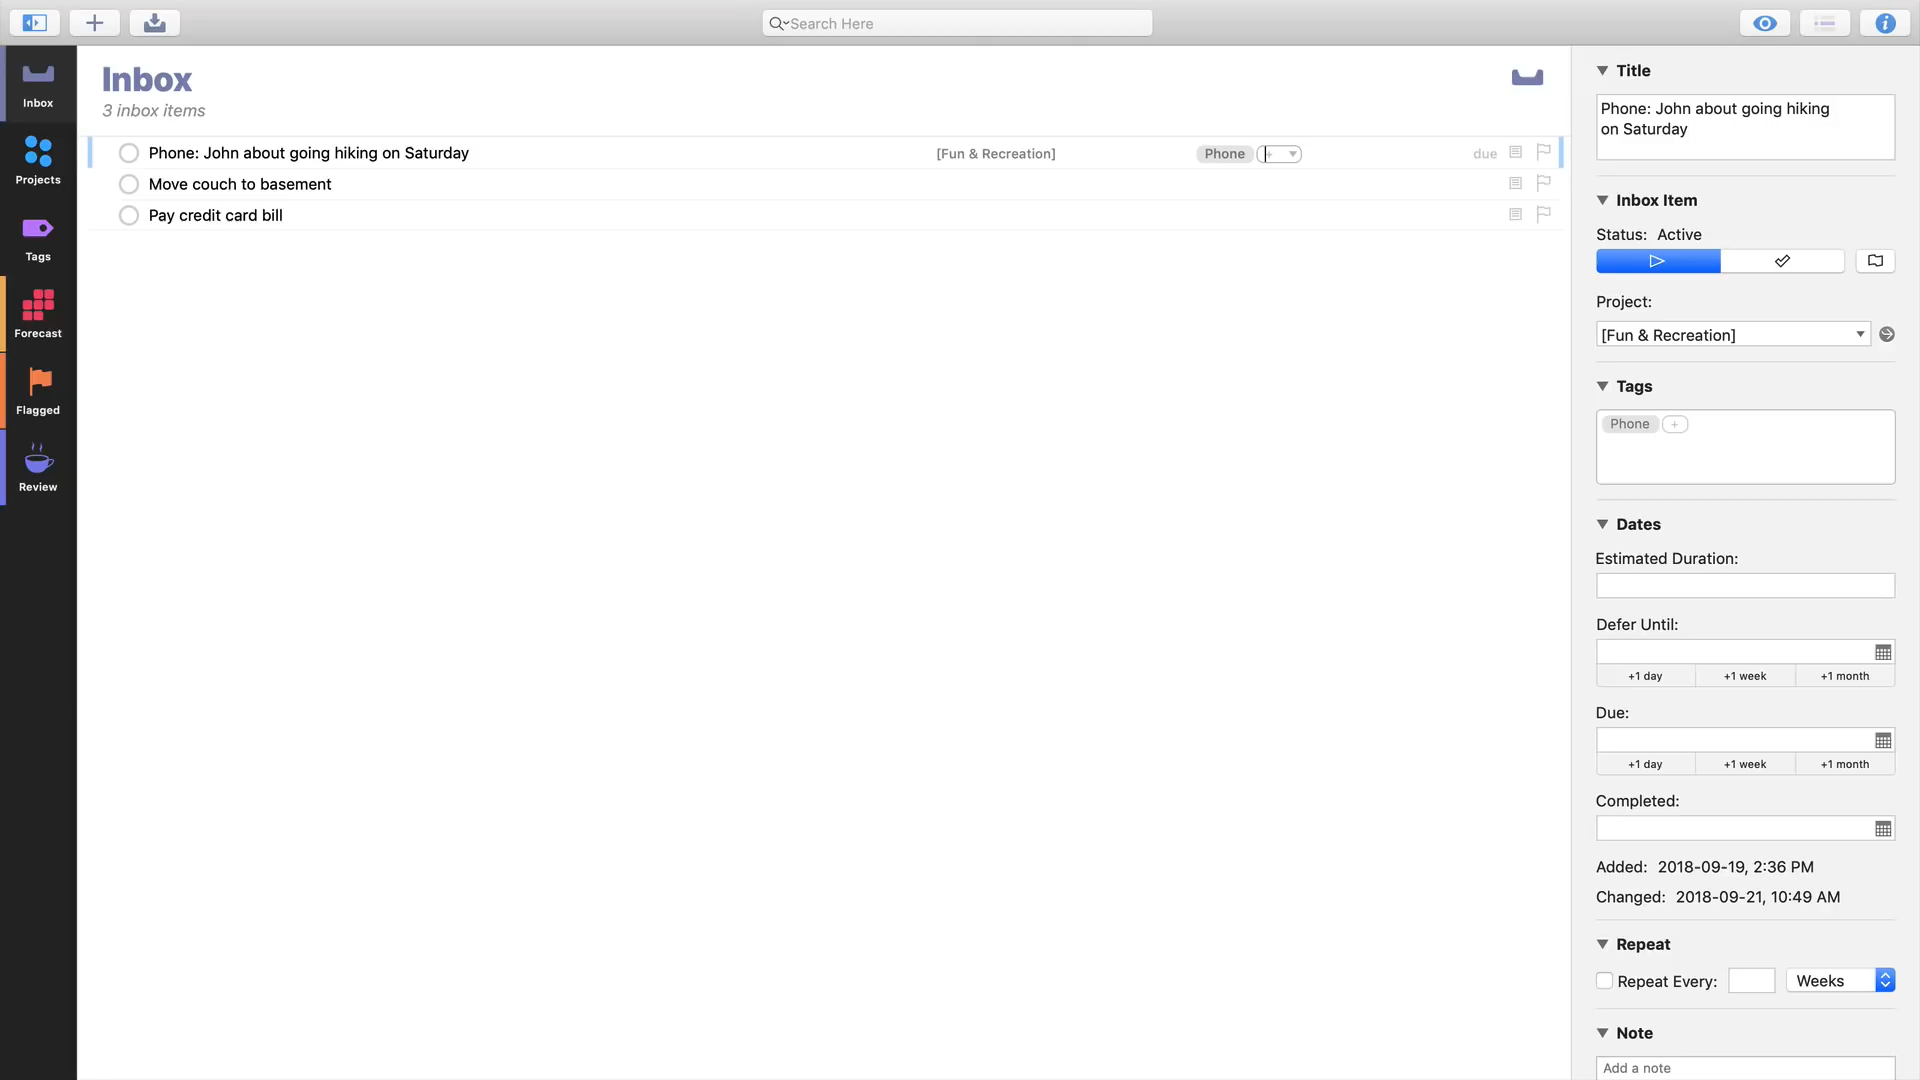 Search Here
Inbox
Projects
Tags
Forecast
Flagged
Review
Inbox
3 inbox items
Phone: John about going hiking on Saturday [Fun & Recreation] Phone + due
Move couch to basement
Pay credit card bill
Title
Phone: John about going hiking
on Saturday
Inbox Item
Status: Active
Project:
[Fun & Recreation]
Tags
Phone +
Dates
Estimated Duration:
Defer Until:
+1 day +1 week +1 month
Due:
+1 day +1 week +1 month
Completed:
Added: 2018-09-19, 2:36 PM
Changed: 2018-09-21, 10:49 AM
Repeat
Repeat Every: Weeks
Note
Add a note